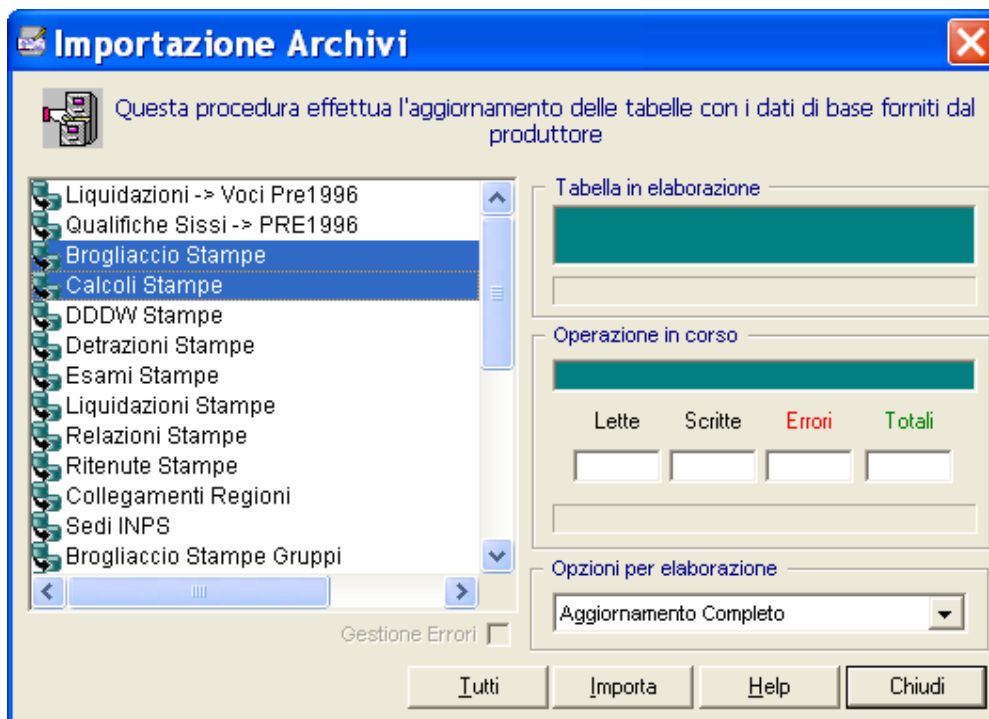 Importazione Archivi
Questa procedura effettua l'aggiornamento delle tabelle con i dati di base forniti dal
produttore
Liquidazioni -> Voci Pre1996
Qualifiche Sissi -> PRE1996
Brogliaccio Stampe
Calcoli Stampe
DDDW Stampe
Detrazioni Stampe
Esami Stampe
Liquidazioni Stampe
Relazioni Stampe
Ritenute Stampe
Collegamenti Regioni
Sedi INPS
Brogliaccio Stampe Gruppi
Gestione Errori
Tabella in elaborazione
Operazione in corso
Lette Scritte Errori Totali
Opzioni per elaborazione
Aggiornamento Completo
Tutti Importa Help Chiudi